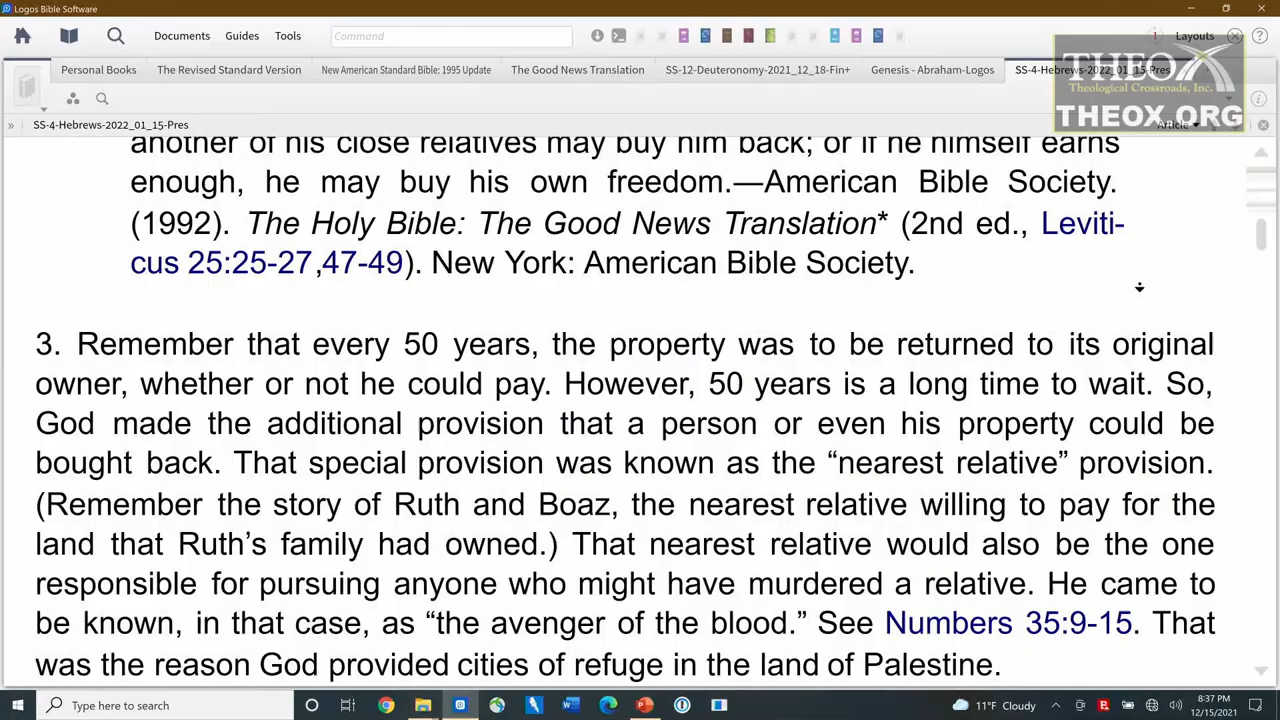 Logos Bible Software
Documents Guides Tools Command Layouts
Personal Books The Revised Standard Version New American Standard Update The Good News Translation SS-12-Deuteronomy-2021_12_18-Fin+ Genesis - Abraham-Logos SS-4-Hebrews-2022_01_15-Pres
THEOX
Theological Crossroads, Inc.
THEOX.ORG
SS-4-Hebrews-2022_01_15-Pres Article
another of his close relatives may buy him back; or if he himself earns
enough, he may buy his own freedom.—American Bible Society.
(1992). The Holy Bible: The Good News Translation* (2nd ed., Leviti-
cus 25:25-27,47-49). New York: American Bible Society.
3. Remember that every 50 years, the property was to be returned to its original
owner, whether or not he could pay. However, 50 years is a long time to wait. So,
God made the additional provision that a person or even his property could be
bought back. That special provision was known as the “nearest relative” provision.
(Remember the story of Ruth and Boaz, the nearest relative willing to pay for the
land that Ruth’s family had owned.) That nearest relative would also be the one
responsible for pursuing anyone who might have murdered a relative. He came to
be known, in that case, as “the avenger of the blood.” See Numbers 35:9-15. That
was the reason God provided cities of refuge in the land of Palestine.
Type here to search 11°F Cloudy 8:37 PM
12/15/2021